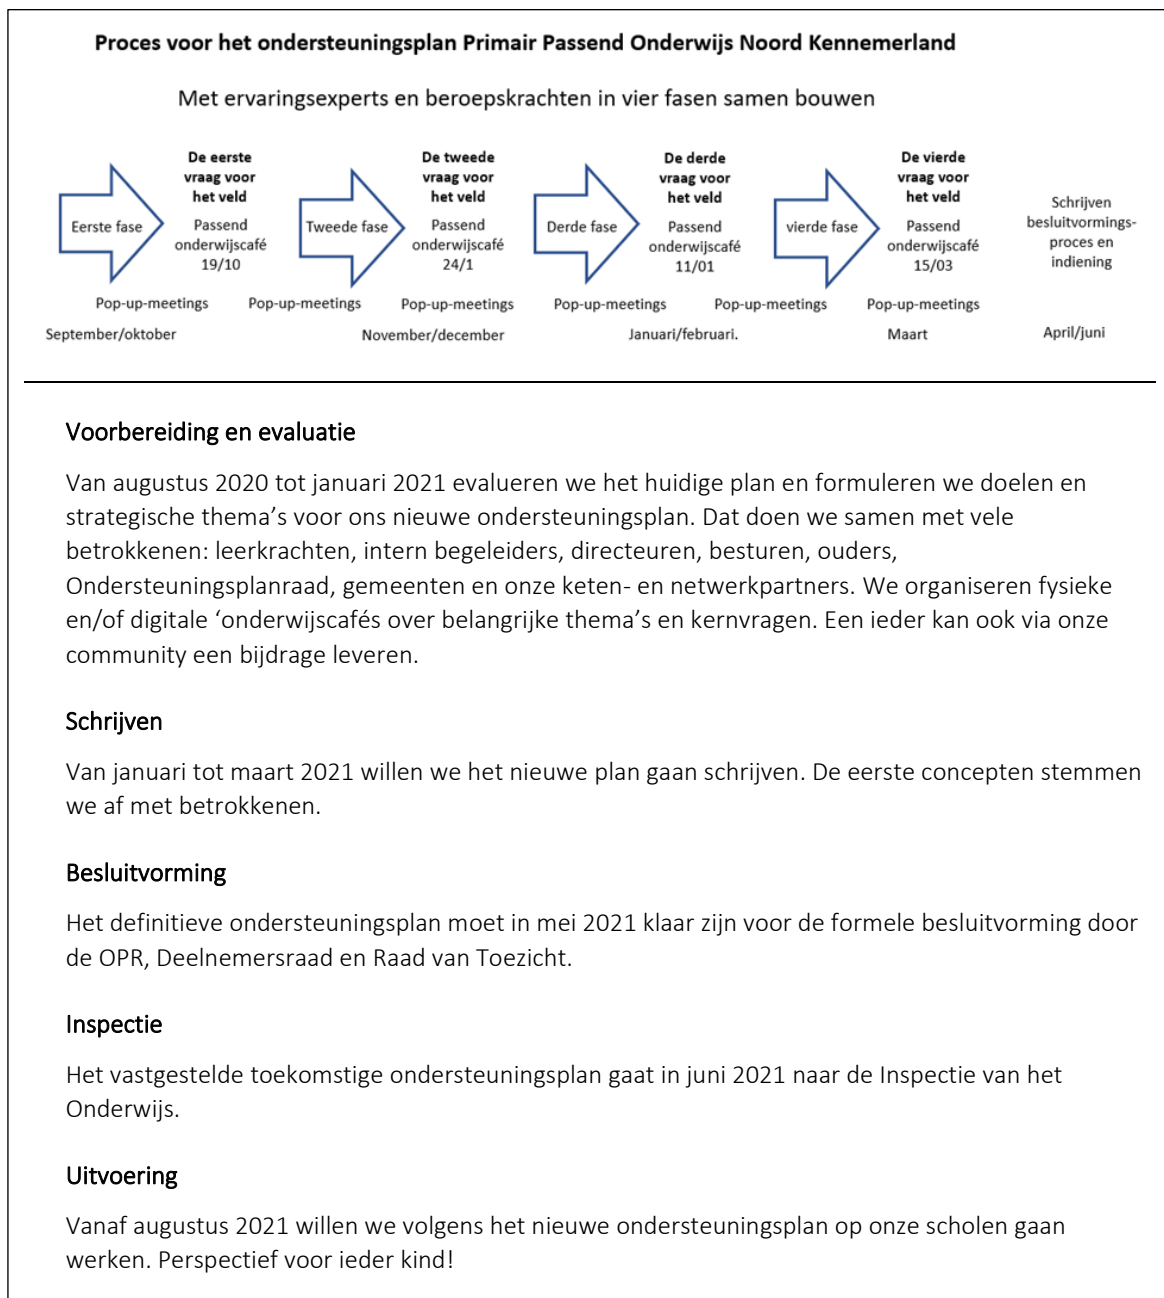 Proces voor het ondersteuningsplan Primair Passend Onderwijs Noord Kennemerland
Met ervaringsexperts en beroepskrachten in vier fasen samen bouwen
Eerste fase
De eerste
vraag voor
het veld
Passend
onderwijscafé
19/10
Tweede fase
De tweede
vraag voor
het veld
Passend
onderwijscafé
24/1
Derde fase
De derde
vraag voor
het veld
Passend
onderwijscafé
11/01
vierde fase
De vierde
vraag voor
het veld
Passend
onderwijscafé
15/03
Schrijven
besluitvormings-
proces en
indiening
Pop-up-meetings Pop-up-meetings Pop-up-meetings Pop-up-meetings Pop-up-meetings Pop-up-meetings
September/oktober November/december Januari/februari. Maart April/juni
Voorbereiding en evaluatie
Van augustus 2020 tot januari 2021 evalueren we het huidige plan en formuleren we doelen en
strategische thema’s voor ons nieuwe ondersteuningsplan. Dat doen we samen met vele
betrokkenen: leerkrachten, intern begeleiders, directeuren, besturen, ouders,
Ondersteuningsplanraad, gemeenten en onze keten- en netwerkpartners. We organiseren fysieke
en/of digitale ‘onderwijscafés over belangrijke thema’s en kernvragen. Een ieder kan ook via onze
community een bijdrage leveren.
Schrijven
Van januari tot maart 2021 willen we het nieuwe plan gaan schrijven. De eerste concepten stemmen
we af met betrokkenen.
Besluitvorming
Het definitieve ondersteuningsplan moet in mei 2021 klaar zijn voor de formele besluitvorming door
de OPR, Deelnemersraad en Raad van Toezicht.
Inspectie
Het vastgestelde toekomstige ondersteuningsplan gaat in juni 2021 naar de Inspectie van het
Onderwijs.
Uitvoering
Vanaf augustus 2021 willen we volgens het nieuwe ondersteuningsplan op onze scholen gaan
werken. Perspectief voor ieder kind!